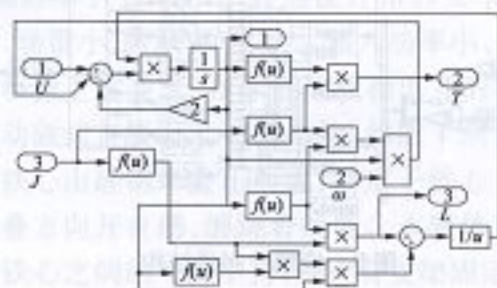 1
U
×
1
s
f(u)
1
×
2
T
2
f(u)
×
3
J
f(u)
×
2
ω
f(u)
3
L
×
1/u
f(u)
×
×